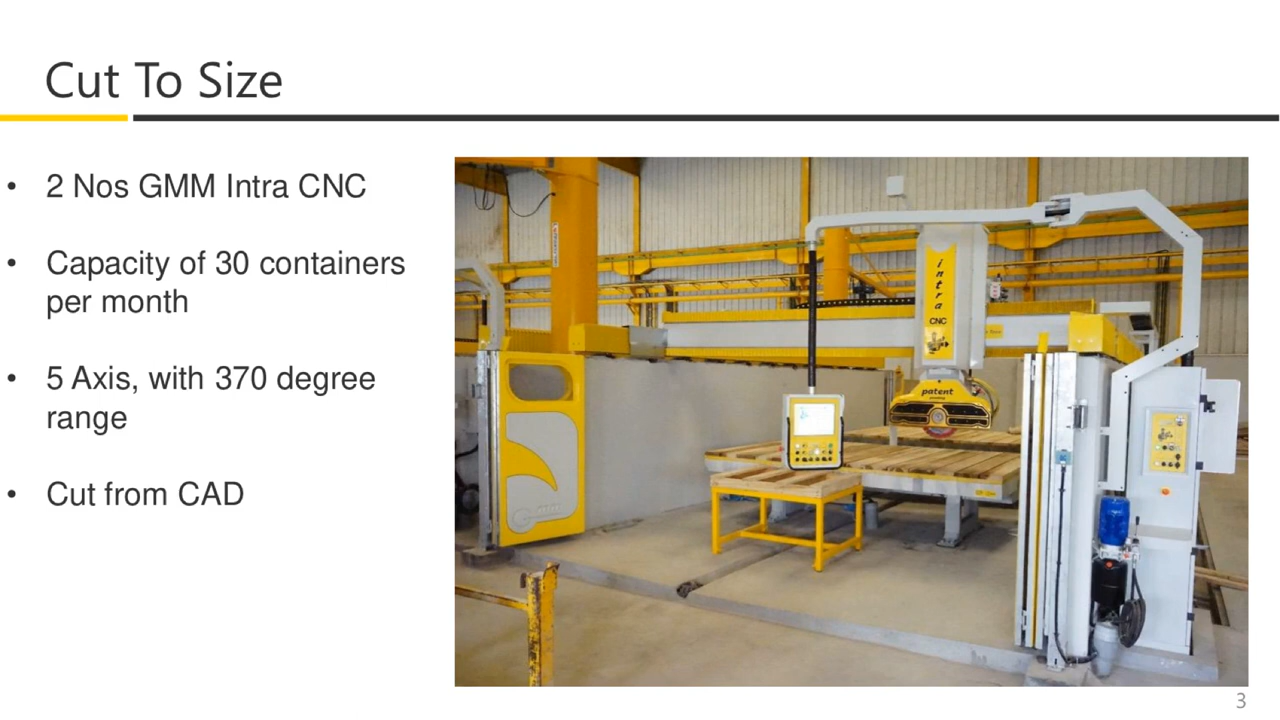 Cut To Size
• 2 Nos GMM Intra CNC
• Capacity of 30 containers
per month
• 5 Axis, with 370 degree
range
• Cut from CAD
intra
CNC
patent
3